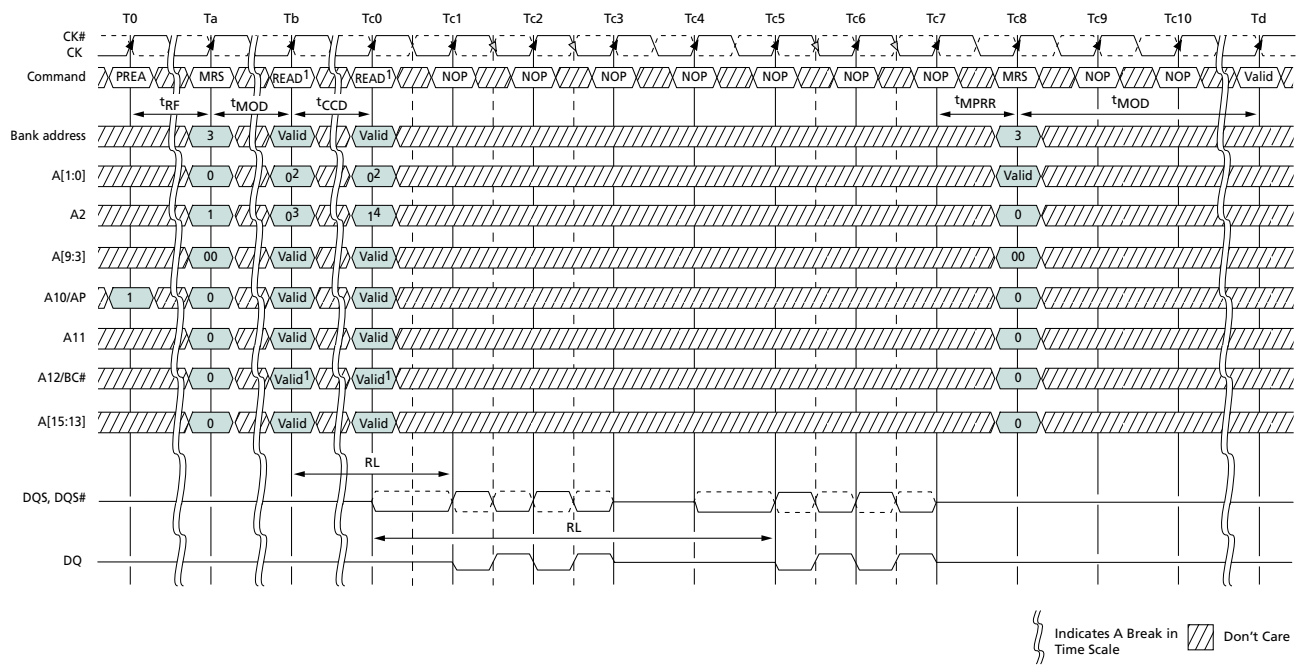 T0 Ta Tb Tc0 Tc1 Tc2 Tc3 Tc4 Tc5 Tc6 Tc7 Tc8 Tc9 Tc10 Td
CK#
CK
Command PREA MRS READ1 READ1 NOP NOP NOP NOP NOP NOP NOP MRS NOP NOP Valid
tRF tMOD tCCD tMPRR tMOD
Bank address 3 Valid Valid 3
A[1:0] 0 02 02 Valid
A2 1 03 14 0
A[9:3] 00 Valid Valid 00
A10/AP 1 0 Valid Valid 0
A11 0 Valid Valid 0
A12/BC# 0 Valid1 Valid1 0
A[15:13] 0 Valid Valid 0
RL
DQS, DQS#
RL
DQ
Indicates A Break in
Time Scale
Don't Care